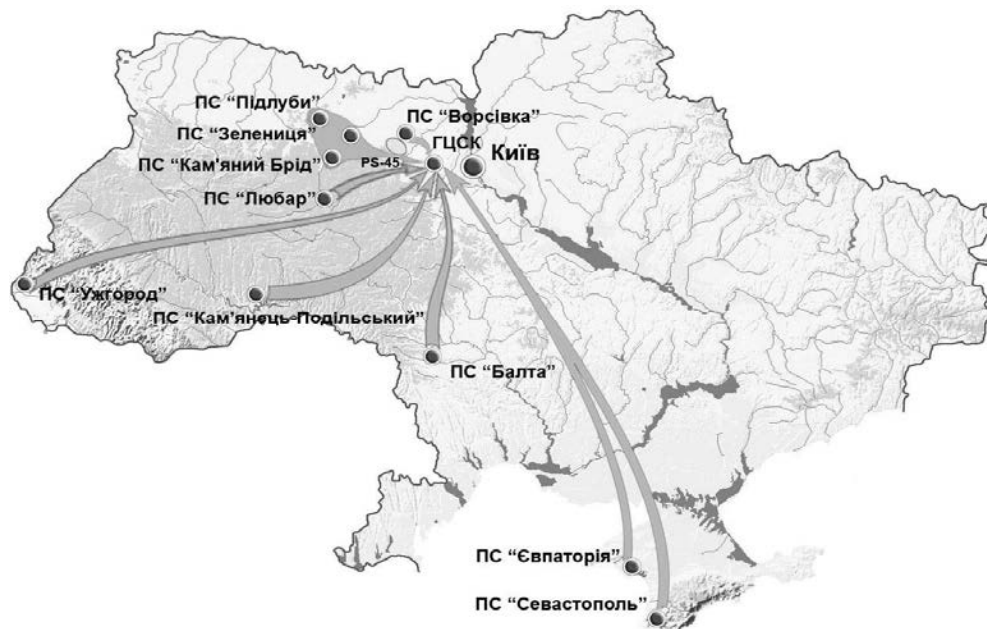 ПС “Підлуби”
ПС “Ворсівка”
ПС “Зелениця”
ГЦСК
Київ
ПС “Кам'яний Брід”
PS-45
ПС “Любар”
ПС “Ужгород”
ПС “Кам'янець-Подільський”
ПС “Балта”
ПС “Євпаторія”
ПС “Севастополь”